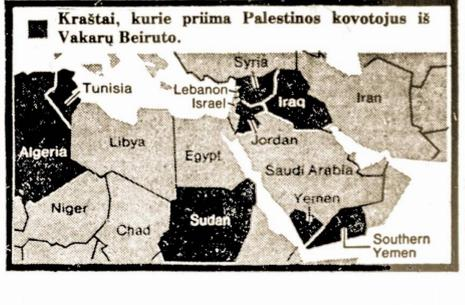 Kraštai, kurie priima Palestinos kovotojus iš
Vakarų Beiruto.
Syria
Tunisia
Lebanon
Israel
Iraq
Iran
Jordan
Algeria
Libya
Egypt
Saudi Arabia
Niger
Chad
Sudan
Yemen
Southern
Yemen